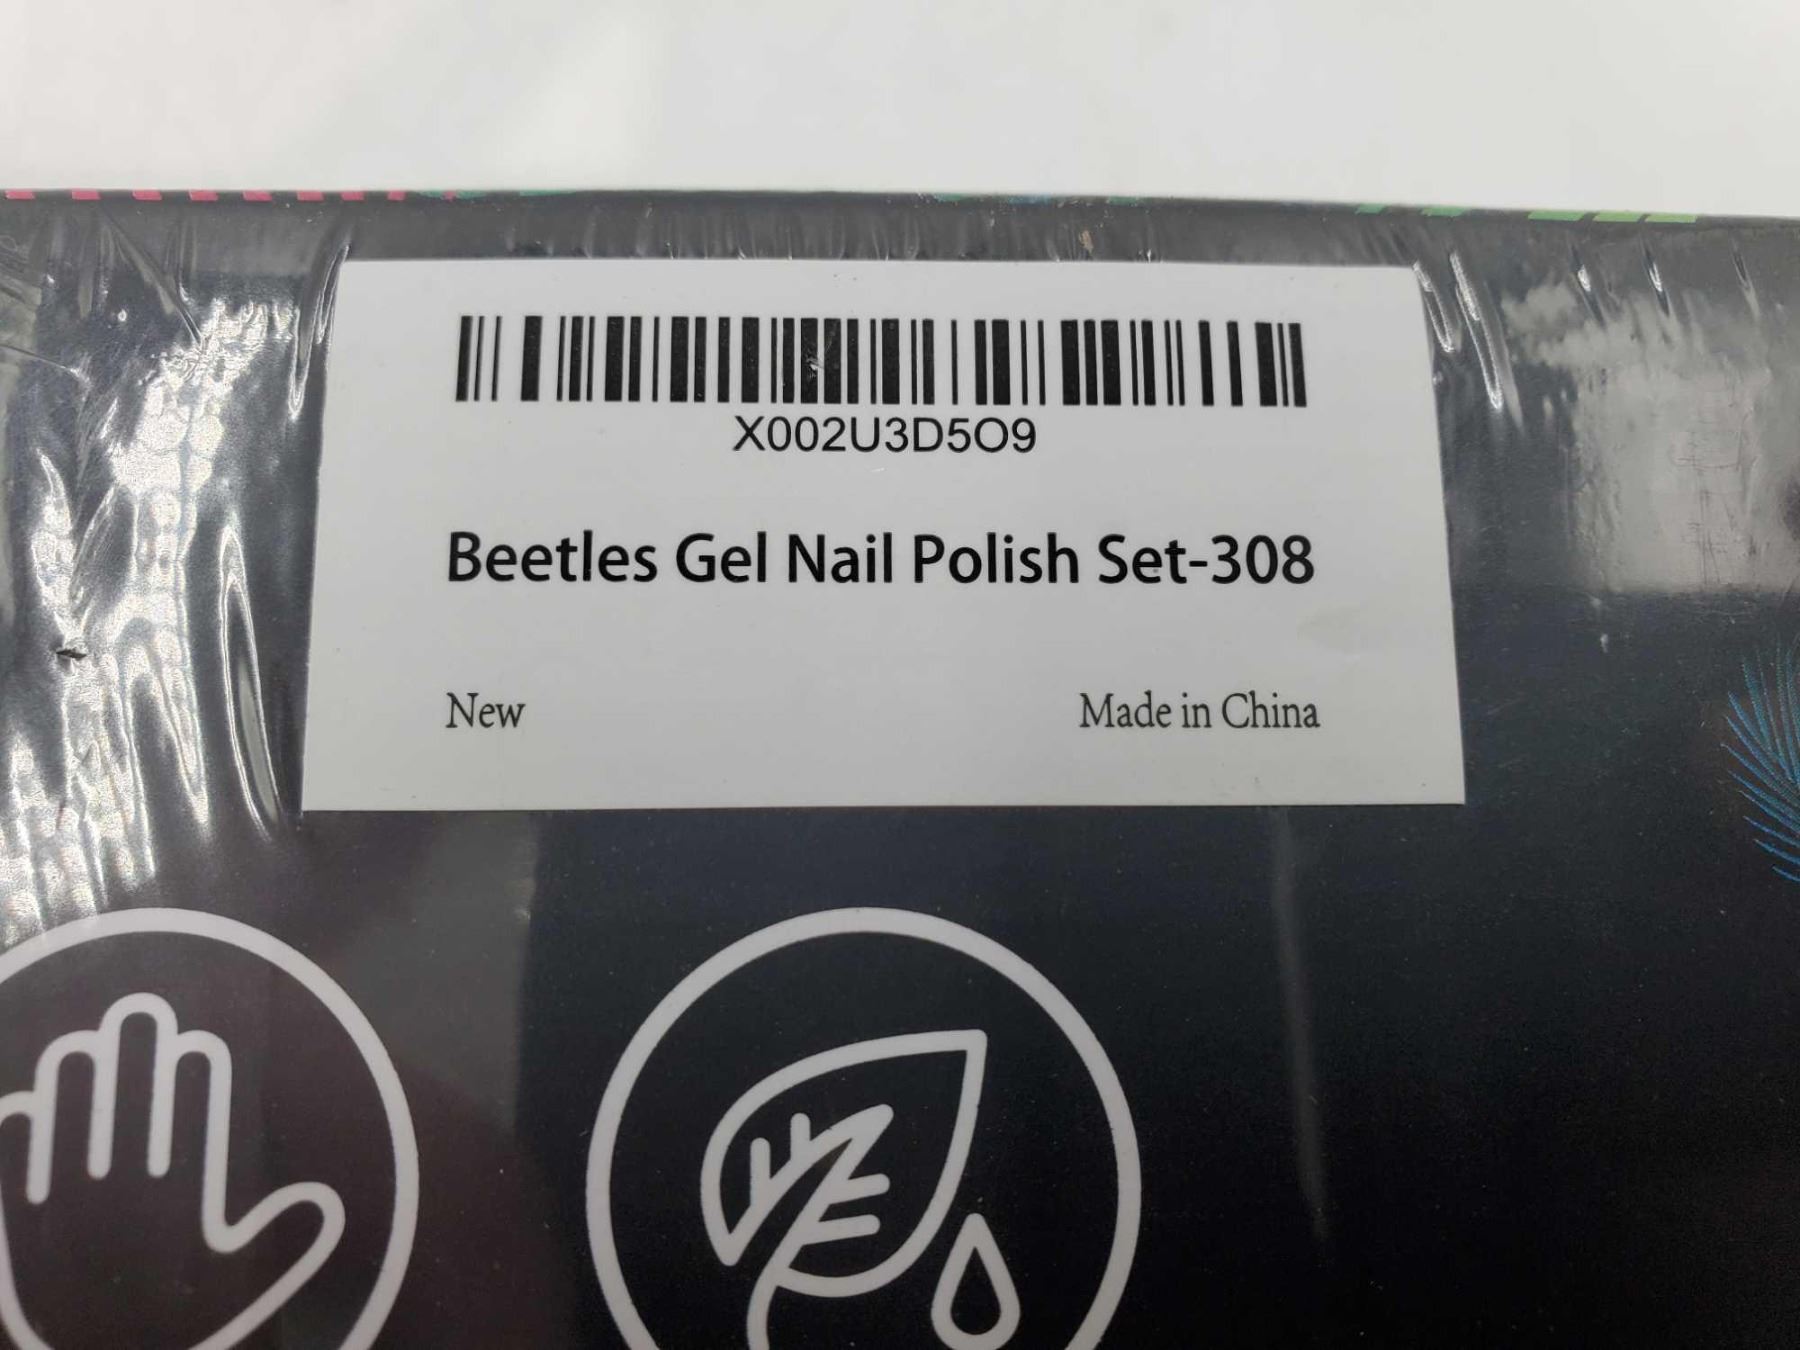 X002U3D5O9
Beetles Gel Nail Polish Set-308
New Made in China